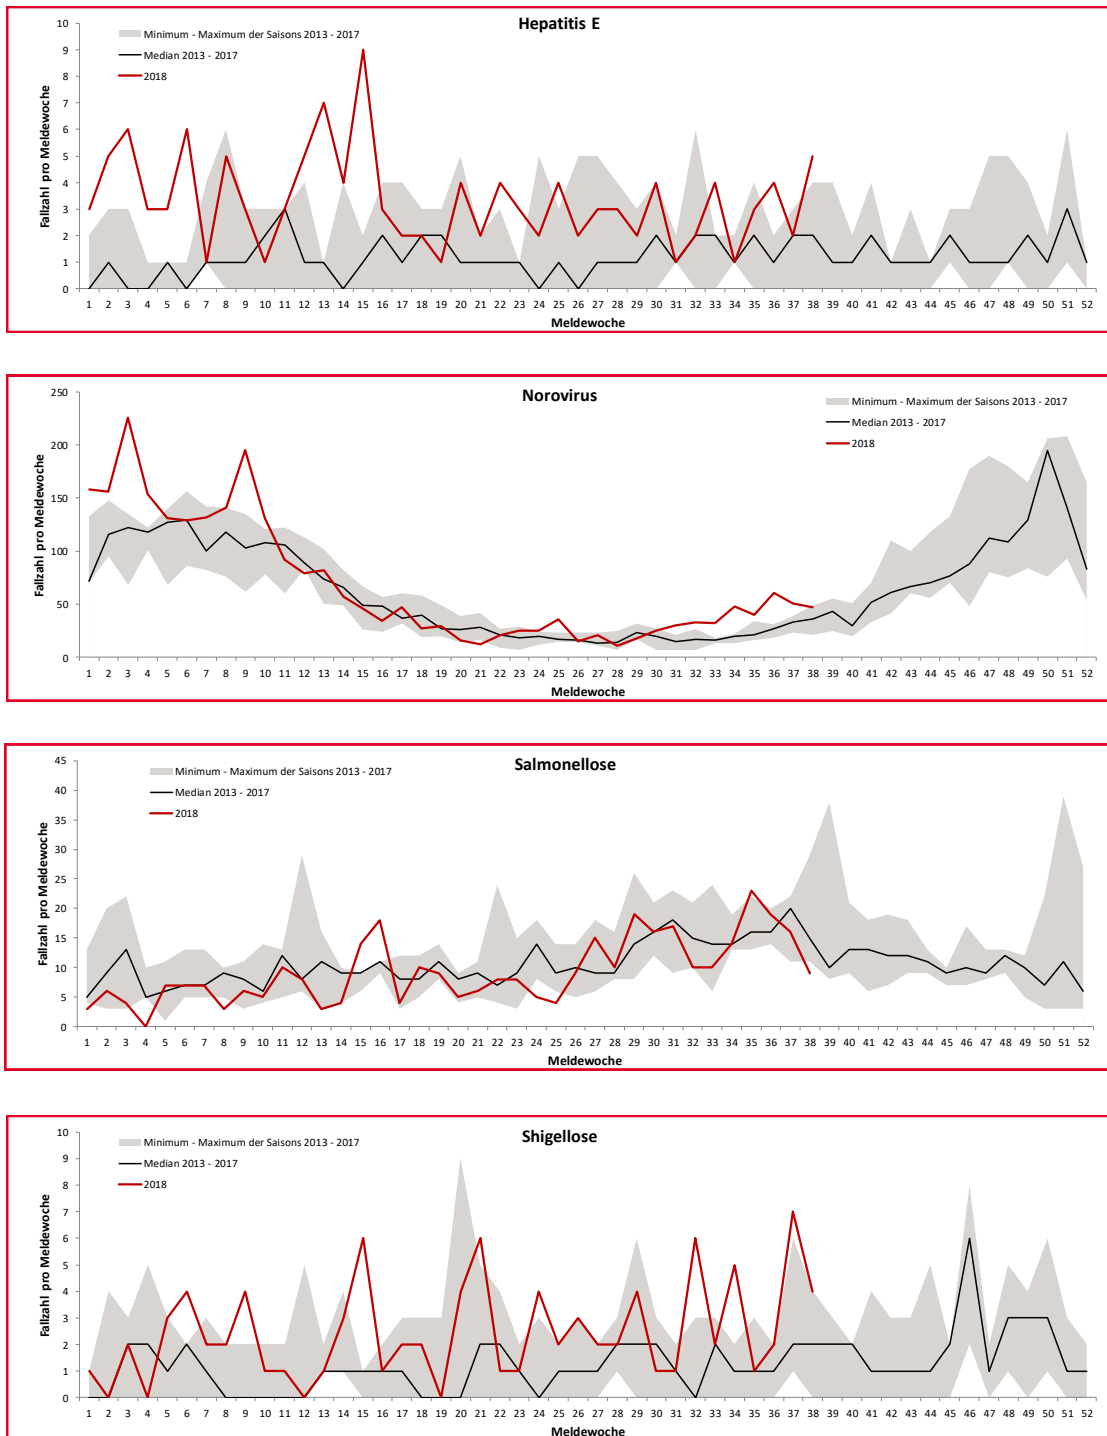 Hepatitis E
Minimum - Maximum der Saisons 2013 - 2017
Median 2013 - 2017
2018
Fallzahl pro Meldewoche
10
9
8
7
6
5
4
3
2
1
0
1 2 3 4 5 6 7 8 9 10 11 12 13 14 15 16 17 18 19 20 21 22 23 24 25 26 27 28 29 30 31 32 33 34 35 36 37 38 39 40 41 42 43 44 45 46 47 48 49 50 51 52
Meldewoche
Norovirus
Minimum - Maximum der Saisons 2013 - 2017
Median 2013 - 2017
2018
Fallzahl pro Meldewoche
250
200
150
100
50
0
1 2 3 4 5 6 7 8 9 10 11 12 13 14 15 16 17 18 19 20 21 22 23 24 25 26 27 28 29 30 31 32 33 34 35 36 37 38 39 40 41 42 43 44 45 46 47 48 49 50 51 52
Meldewoche
Salmonellose
Minimum - Maximum der Saisons 2013 - 2017
Median 2013 - 2017
2018
Fallzahl pro Meldewoche
45
40
35
30
25
20
15
10
5
0
1 2 3 4 5 6 7 8 9 10 11 12 13 14 15 16 17 18 19 20 21 22 23 24 25 26 27 28 29 30 31 32 33 34 35 36 37 38 39 40 41 42 43 44 45 46 47 48 49 50 51 52
Meldewoche
Shigellose
Minimum - Maximum der Saisons 2013 - 2017
Median 2013 - 2017
2018
Fallzahl pro Meldewoche
10
9
8
7
6
5
4
3
2
1
0
1 2 3 4 5 6 7 8 9 10 11 12 13 14 15 16 17 18 19 20 21 22 23 24 25 26 27 28 29 30 31 32 33 34 35 36 37 38 39 40 41 42 43 44 45 46 47 48 49 50 51 52
Meldewoche